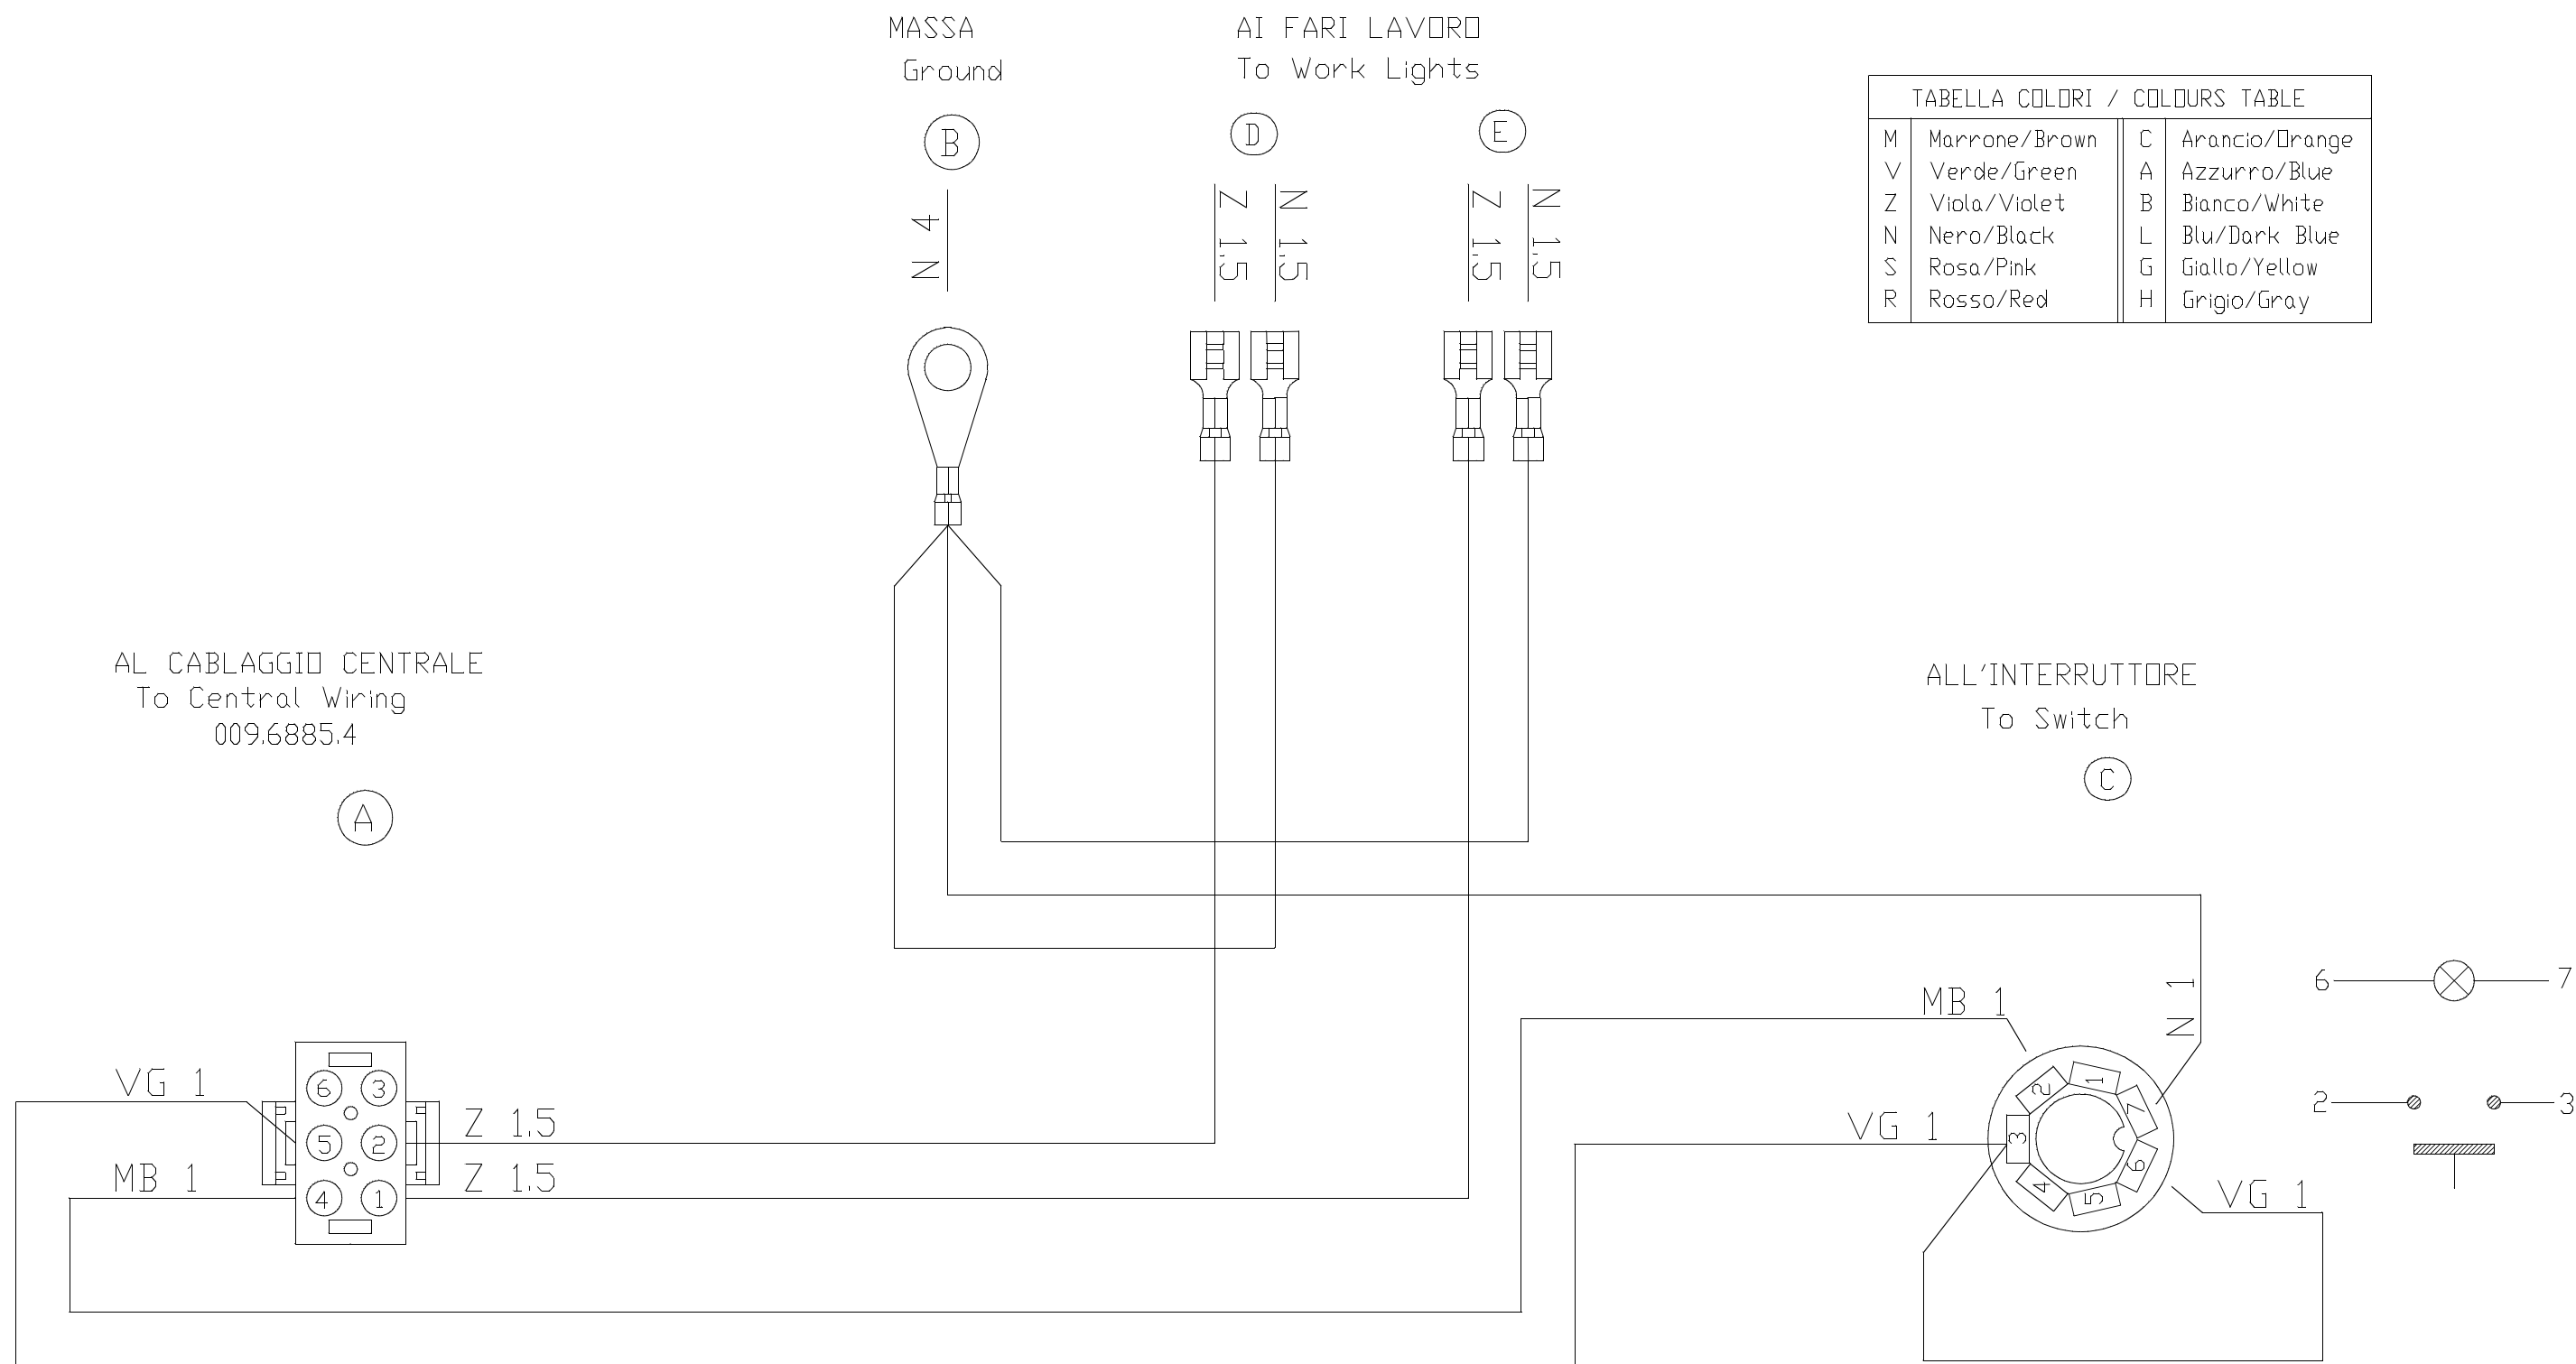 MASSA
Ground
B
N 4
AI FARI LAVORO
To Work Lights
D
E
Z 1.5
N 1.5
Z 1.5
N 1.5
TABELLA COLORI / COLOURS TABLE
M Marrone/Brown C Arancio/Orange
V Verde/Green A Azzurro/Blue
Z Viola/Violet B Bianco/White
N Nero/Black L Blu/Dark Blue
S Rosa/Pink G Giallo/Yellow
R Rosso/Red H Grigio/Gray
AL CABLAGGIO CENTRALE
To Central Wiring
009.6885.4
A
ALL'INTERRUTTORE
To Switch
C
VG 1
MB 1
6 3
5 2
4 1
Z 1.5
Z 1.5
MB 1
N 1
VG 1
VG 1
1
2
3
4
5
6
7
6 7
2 3